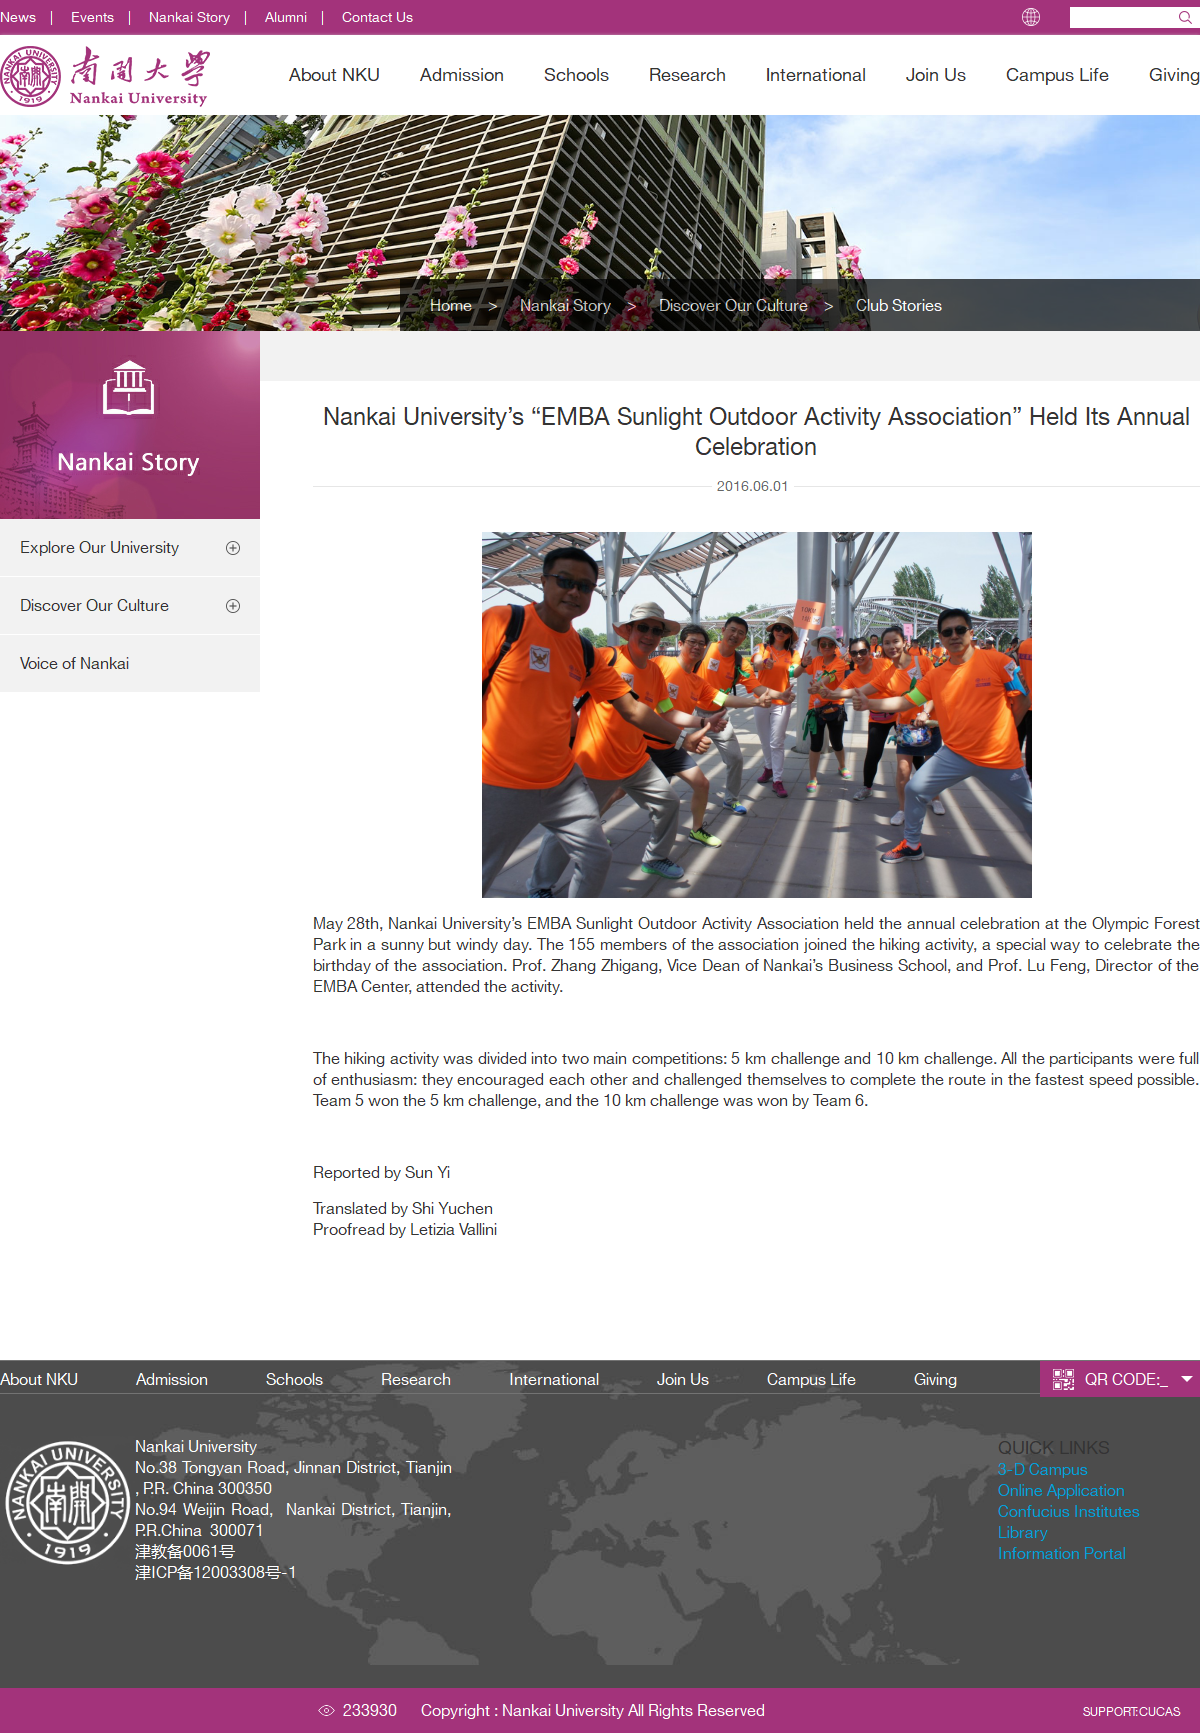 News | Events | Nankai Story | Alumni | Contact Us
NANKAI UNIVERSITY
1919
南開大學
Nankai University
About NKU Admission Schools Research International Join Us Campus Life Giving
Home > Nankai Story > Discover Our Culture > Club Stories
Nankai Story
Explore Our University
Discover Our Culture
Voice of Nankai
Nankai University’s “EMBA Sunlight Outdoor Activity Association” Held Its Annual
Celebration
2016.06.01
May 28th, Nankai University’s EMBA Sunlight Outdoor Activity Association held the annual celebration at the Olympic Forest
Park in a sunny but windy day. The 155 members of the association joined the hiking activity, a special way to celebrate the
birthday of the association. Prof. Zhang Zhigang, Vice Dean of Nankai’s Business School, and Prof. Lu Feng, Director of the
EMBA Center, attended the activity.
The hiking activity was divided into two main competitions: 5 km challenge and 10 km challenge. All the participants were full
of enthusiasm: they encouraged each other and challenged themselves to complete the route in the fastest speed possible.
Team 5 won the 5 km challenge, and the 10 km challenge was won by Team 6.
Reported by Sun Yi
Translated by Shi Yuchen
Proofread by Letizia Vallini
About NKU Admission Schools Research International Join Us Campus Life Giving QR CODE:_
NANKAI UNIVERSITY
南開
1919
Nankai University
No.38 Tongyan Road, Jinnan District, Tianjin
, P.R. China 300350
No.94 Weijin Road, Nankai District, Tianjin,
P.R.China 300071
津教备0061号
津ICP备12003308号-1
QUICK LINKS
3-D Campus
Online Application
Confucius Institutes
Library
Information Portal
233930 Copyright : Nankai University All Rights Reserved
SUPPORT:CUCAS